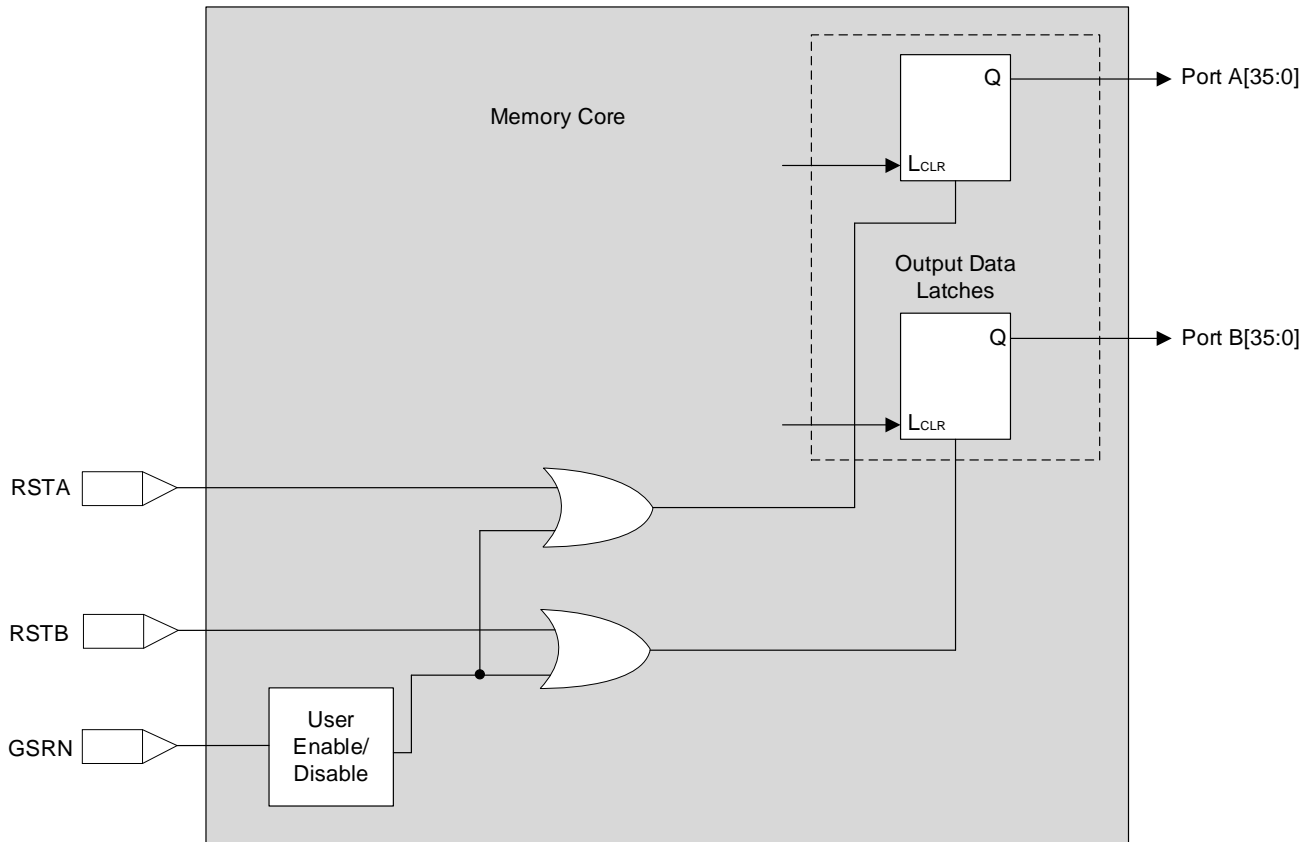 Memory Core
Q
Port A[35:0]
LCLR
Output Data
Latches
Q
Port B[35:0]
LCLR
RSTA
RSTB
User
Enable/
Disable
GSRN